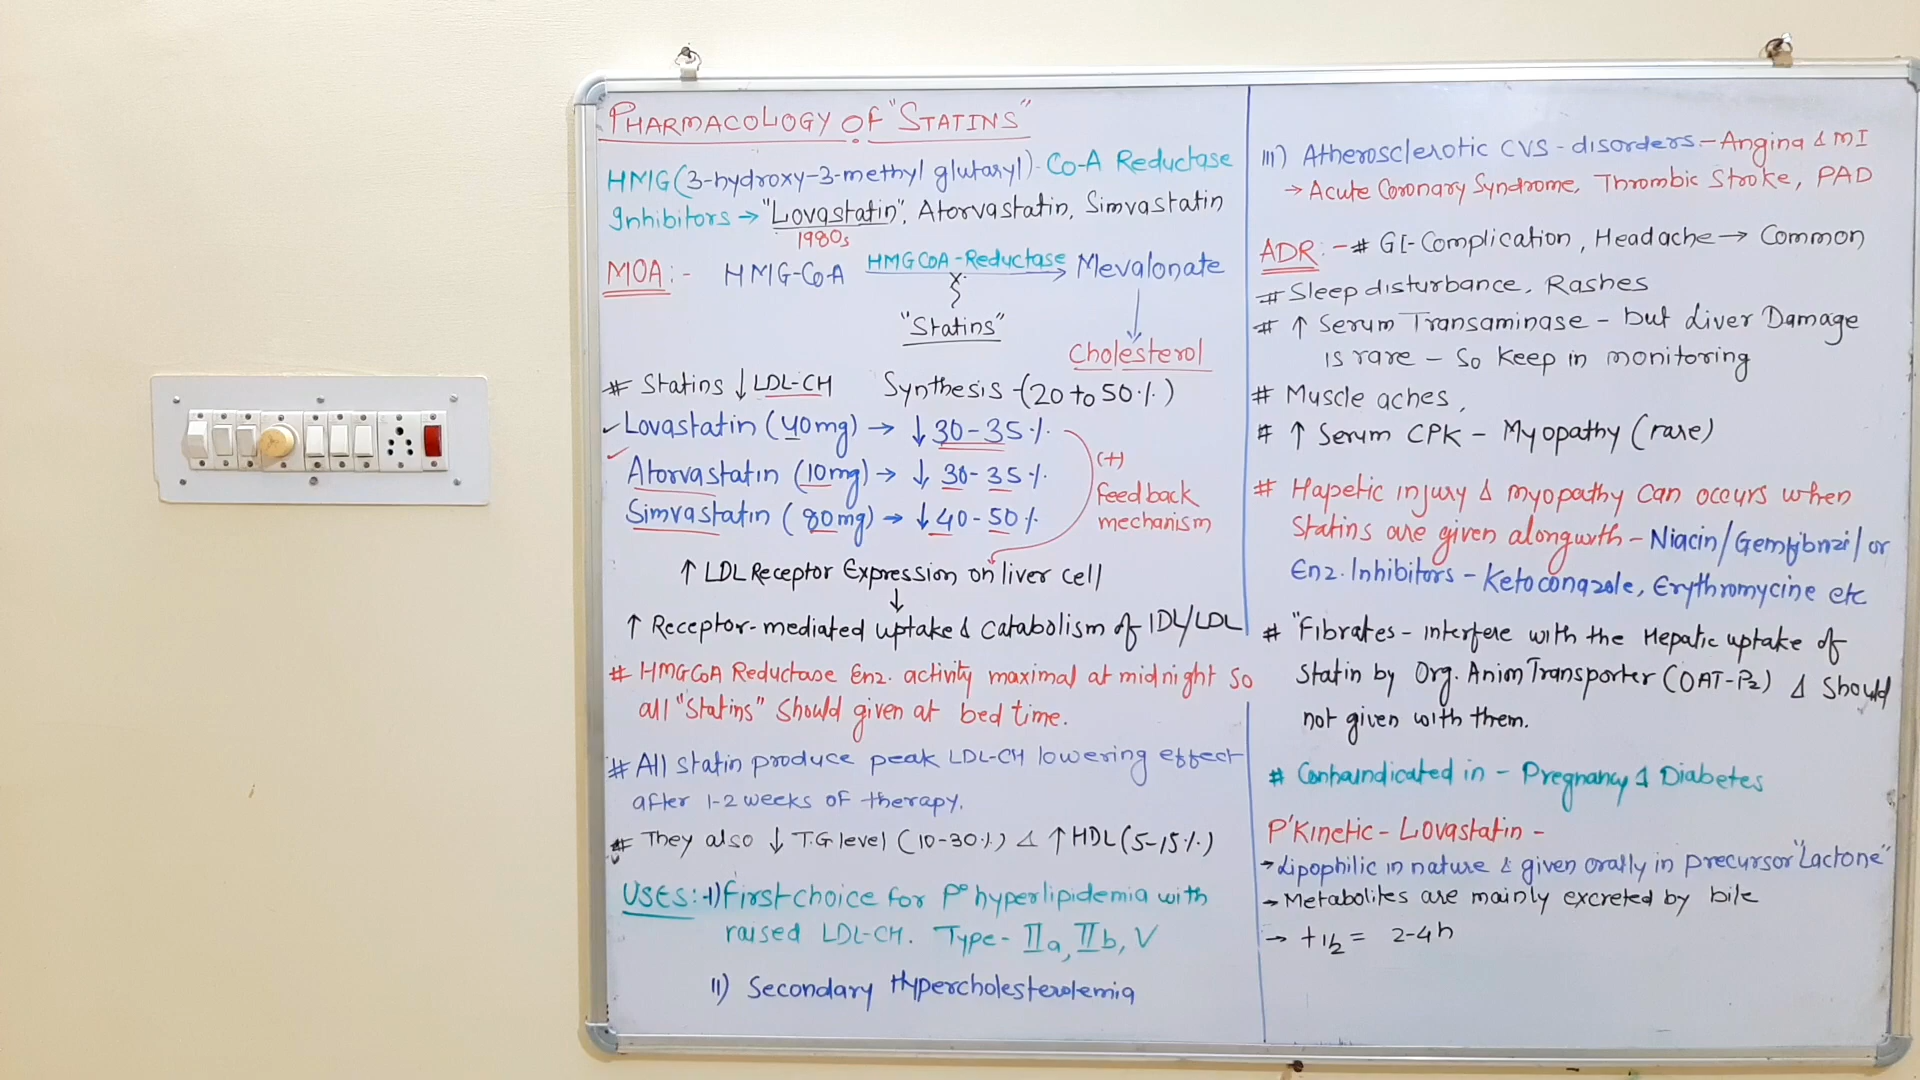 PHARMACOLOGY OF "STATINS"
HMG(3-hydroxy-3-methyl glutaryl)-Co-A Reductase
Inhibitors → "Lovastatin", Atorvastatin, Simvastatin
1980s
MOA:- HMG-CoA HMGCoA-Reductase → Mevalonate
x
"Statins" ↓
Cholesterol
# Statins ↓ LDL-CH Synthesis-(20 to 50%)
✓ Lovastatin (40mg) → ↓ 30-35%
✓ Atorvastatin (10mg) → ↓ 30-35%
Simvastatin (80mg) → ↓ 40-50%
(+)
feedback
mechanism
↑ LDL Receptor Expression on liver cell
↓
↑ Receptor-mediated uptake & catabolism of IDL/LDL
# HMGCoA Reductase Enz. activity maximal at midnight So
all "Statins" Should given at bed time.
# All statin produce peak LDL-CH lowering effect
after 1-2 weeks of therapy.
# They also ↓ T.G level (10-30%) & ↑ HDL (5-15%)
USES:-I) First choice for P° hyperlipidemia with
raised LDL-CH. Type- IIa, IIb, V
II) Secondary Hypercholesterolemia
III) Atherosclerotic CVS-disorders.-Angina & MI
→ Acute Coronary Syndrome, Thrombic Stroke, PAD
ADR:-# GI-Complication, Headache → Common
# Sleep disturbance, Rashes
# ↑ Serum Transaminase - but Liver Damage
is rare - So keep in monitoring
# Muscle aches,
# ↑ Serum CPK - Myopathy (rare)
# Hapetic injury & myopathy can occurs when
Statins are given alongwith - Niacin/Gemfibrozi/or
Enz. Inhibitors - Ketoconazole, Erythromycine etc
# "Fibrates - interfere with the Hepatic uptake of
Statin by Org. Anion Transporter (OAT-P2) & Should
not given with them.
# Contraindicated in - Pregnancy & Diabetes
P'Kinetic - Lovastatin -
→ Lipophilic in nature & given orally in precursor "Lactone"
→ Metabolites are mainly excreted by bile
→ t1/2 = 2-4h